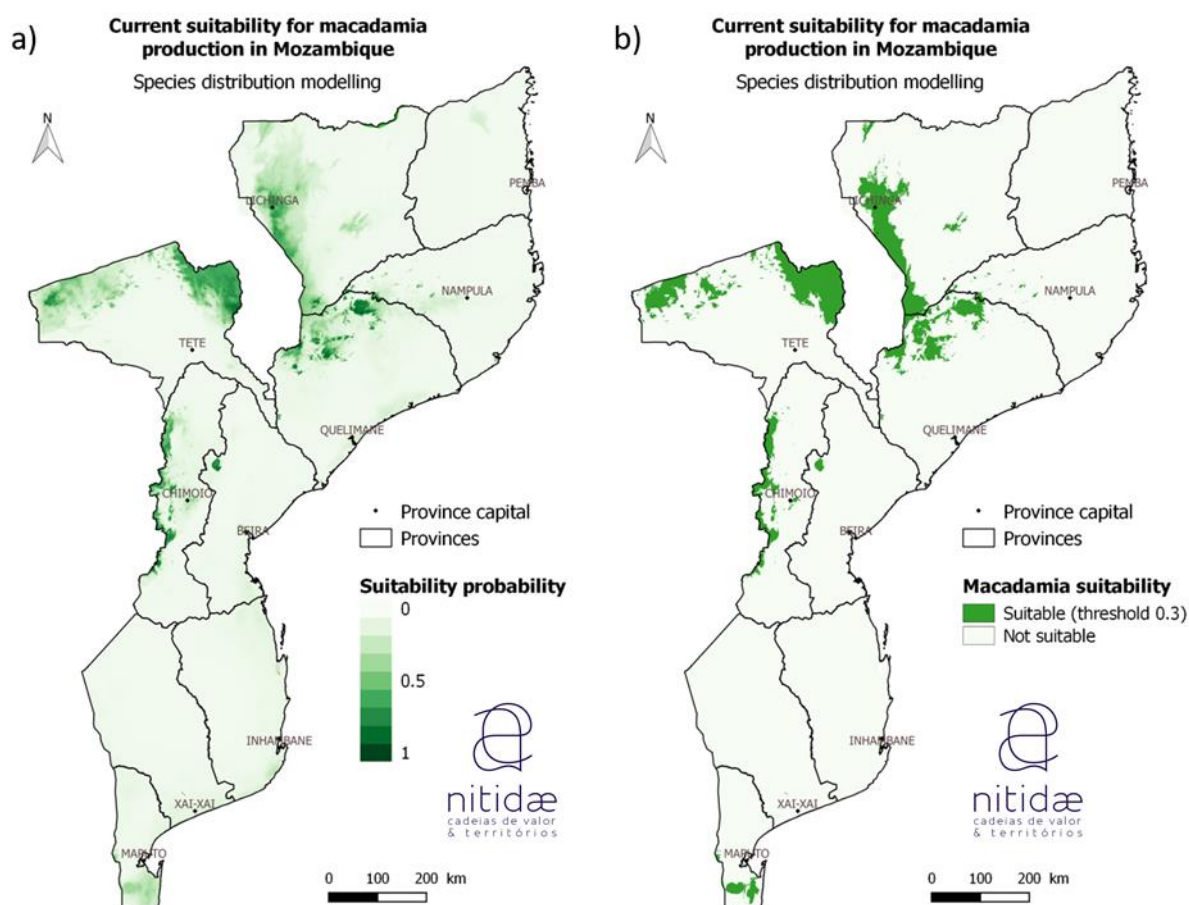 a)
Current suitability for macadamia
production in Mozambique
Species distribution modelling
N
PEMBA
LICHINGA
NAMPULA
TETE
QUELIMANE
CHIMOIO
BEIRA
Province capital
Provinces
Suitability probability
0
0.5
1
INHAMBANE
XAI-XAI
MAPUTO
nitidæ
cadeias de valor
& territórios
0 100 200 km
b)
Current suitability for macadamia
production in Mozambique
Species distribution modelling
N
PEMBA
LICHINGA
NAMPULA
TETE
QUELIMANE
CHIMOIO
BEIRA
Province capital
Provinces
Macadamia suitability
Suitable (threshold 0.3)
Not suitable
INHAMBANE
XAI-XAI
MAPUTO
nitidæ
cadeias de valor
& territórios
0 100 200 km